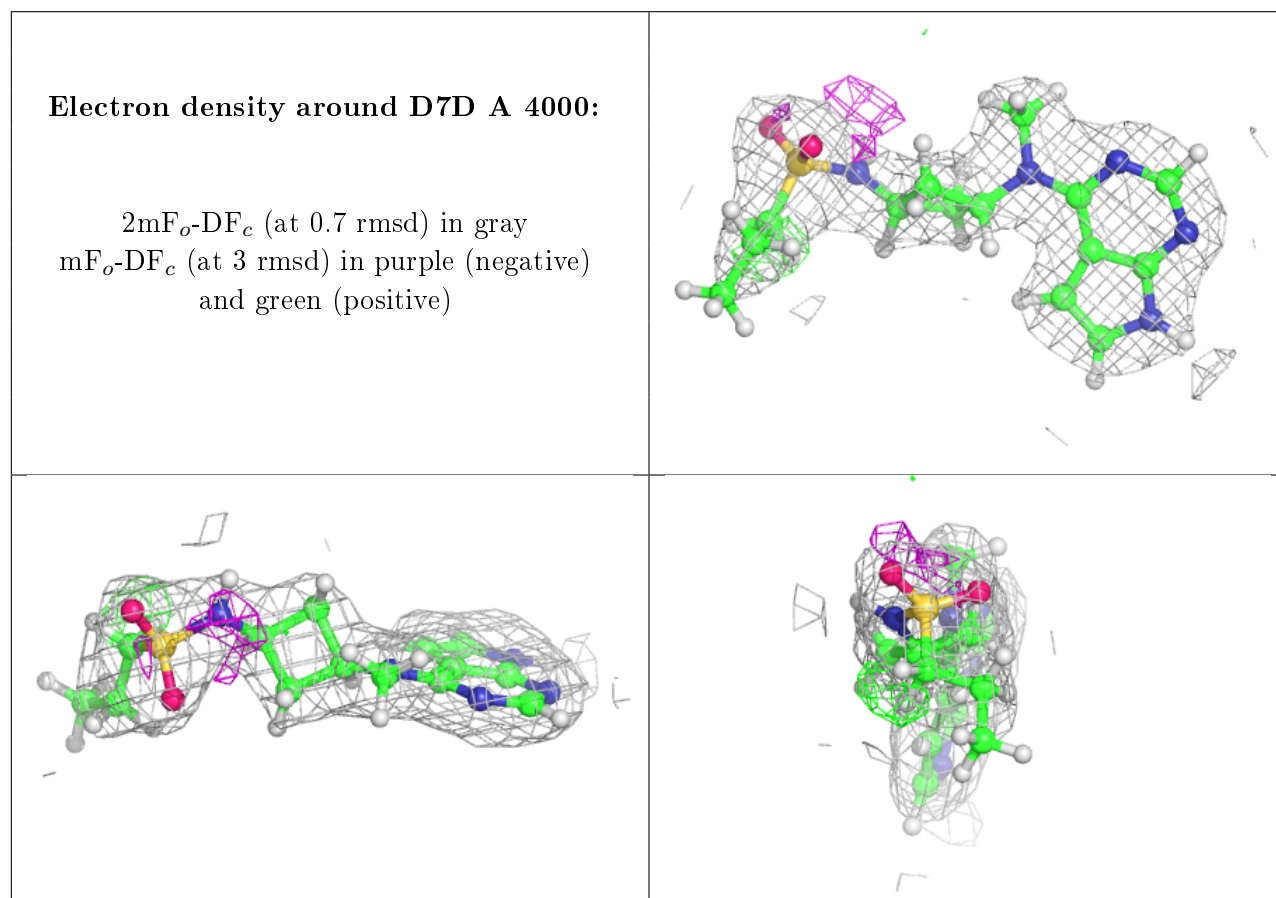 Electron density around D7D A 4000:
2mFo-DFc (at 0.7 rmsd) in gray
mFo-DFc (at 3 rmsd) in purple (negative)
and green (positive)